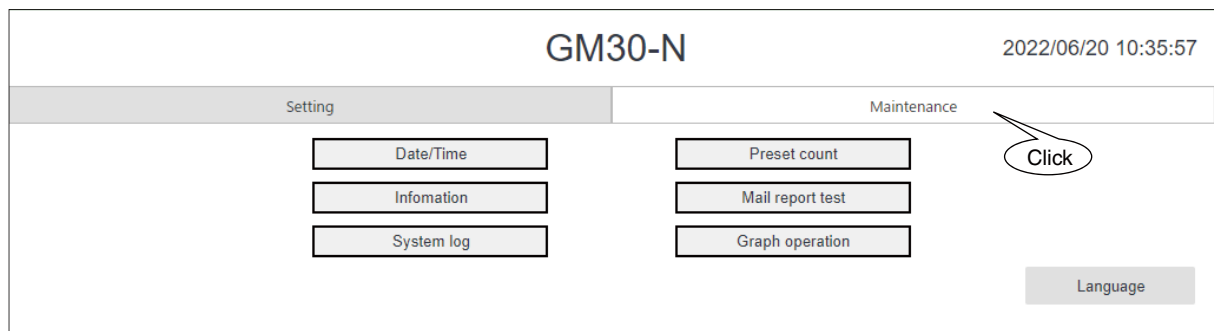 GM30-N
2022/06/20 10:35:57
Setting
Maintenance
Click
Date/Time
Preset count
Infomation
Mail report test
System log
Graph operation
Language